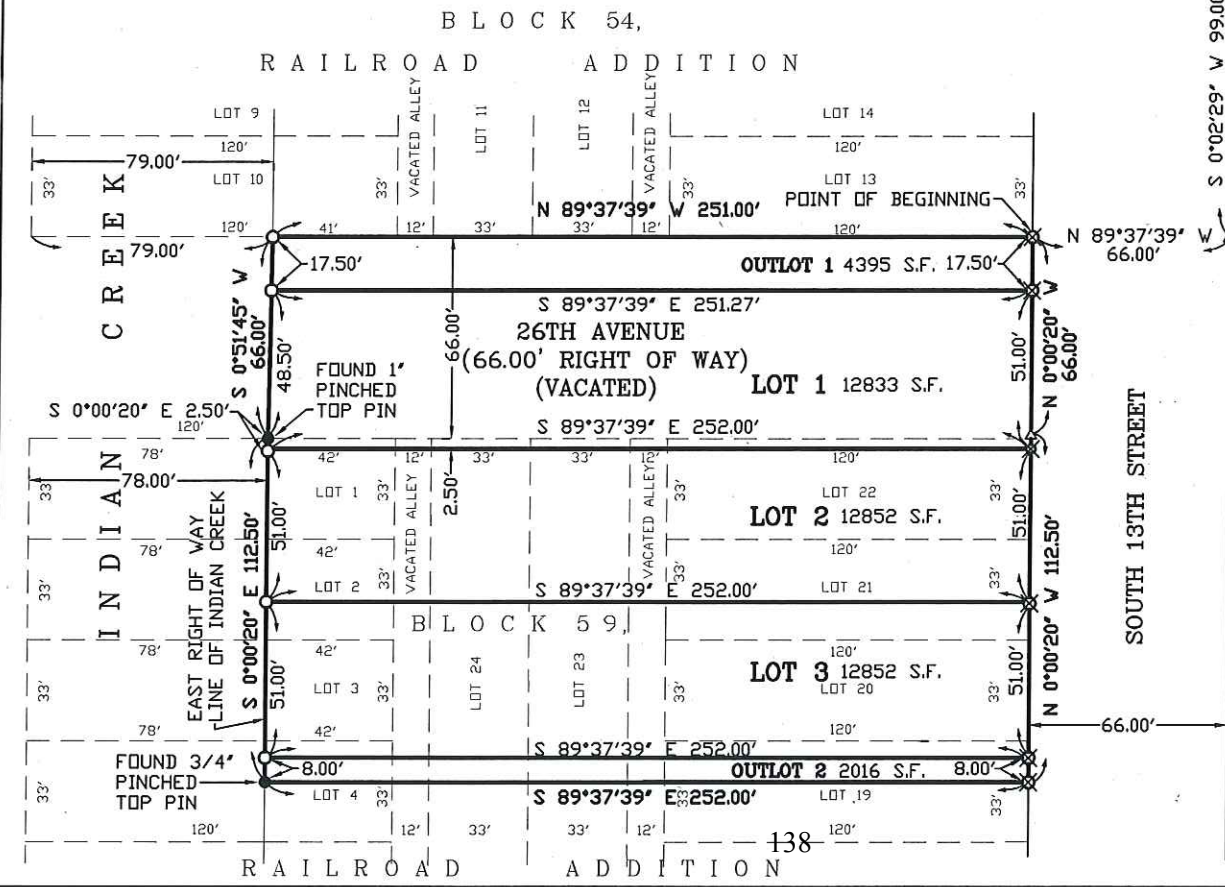 BLOCK 54,
RAILROAD ADDITION
S 0°02'29" W 99.00'
LOT 9
VACATED ALLEY
LOT 11
LOT 12
VACATED ALLEY
LOT 14
120'
120'
79.00'
33'
LOT 10
33'
33'
LOT 13
33'
POINT OF BEGINNING
N 89°37'39" W 251.00'
120'
41'
12'
33'
33'
12'
120'
N 89°37'39" W
66.00'
79.00'
17.50'
OUTLOT 1 4395 S.F.
17.50'
S 89°37'39" E 251.27'
S 0°51'45" W
66.00'
48.50'
66.00'
26TH AVENUE
(66.00' RIGHT OF WAY)
(VACATED)
LOT 1 12833 S.F.
51.00'
N 0°00'20" W
66.00'
FOUND 1"
PINCHED
TOP PIN
S 0°00'20" E 2.50'
120'
S 89°37'39" E 252.00'
78'
42'
12'
33'
33'
12'
120'
78.00'
2.50'
33'
LOT 1
33'
VACATED ALLEY
VACATED ALLEY
33'
LOT 22
33'
LOT 2 12852 S.F.
51.00'
51.00'
78'
42'
120'
33'
LOT 2
33'
33'
LOT 21
33'
S 89°37'39" E 252.00'
EAST RIGHT OF WAY
LINE OF INDIAN CREEK
S 0°00'20" E 112.50'
N 0°00'20" W 112.50'
INDIAN CREEK
SOUTH 13TH STREET
BLOCK 59,
78'
42'
120'
LOT 3 12852 S.F.
33'
51.00'
LOT 3
33'
LOT 24
LOT 23
33'
LOT 20
33'
51.00'
66.00'
78'
42'
120'
S 89°37'39" E 252.00'
FOUND 3/4"
PINCHED
TOP PIN
8.00'
OUTLOT 2 2016 S.F.
8.00'
33'
LOT 4
33'
S 89°37'39" E 252.00'
33'
LOT 19
33'
120'
12'
33'
33'
12'
138
120'
RAILROAD ADDITION